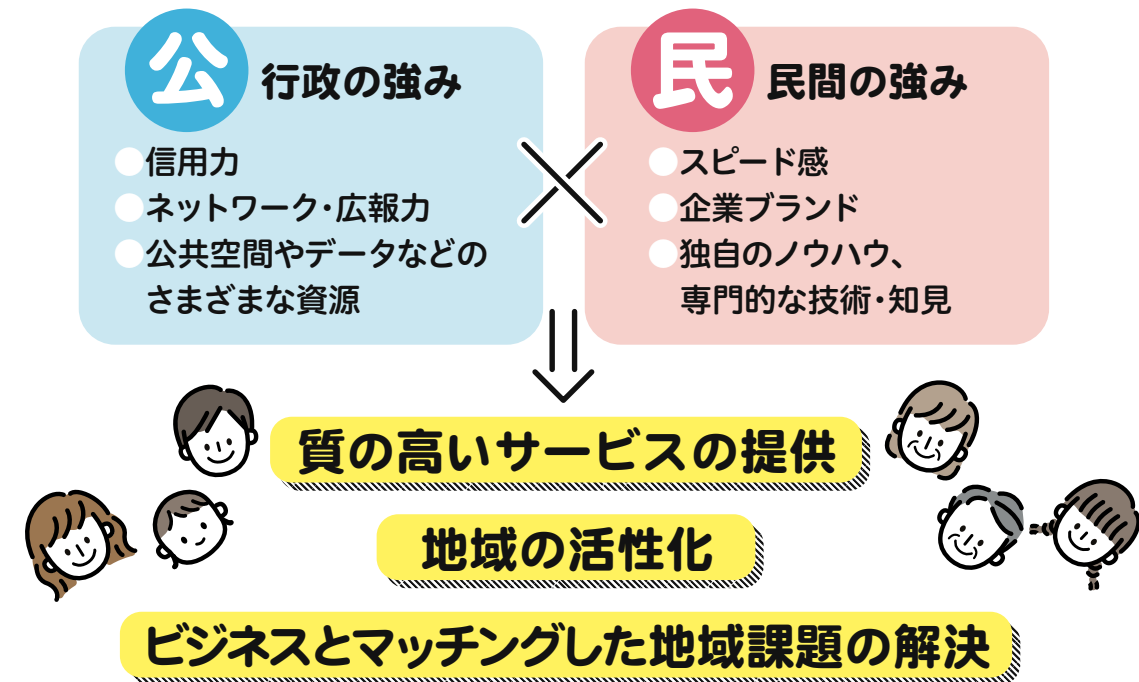 公 行政の強み
●信用力
●ネットワーク・広報力
●公共空間やデータなどの
さまざまな資源
民 民間の強み
●スピード感
●企業ブランド
●独自のノウハウ、
専門的な技術・知見
質の高いサービスの提供
地域の活性化
ビジネスとマッチングした地域課題の解決